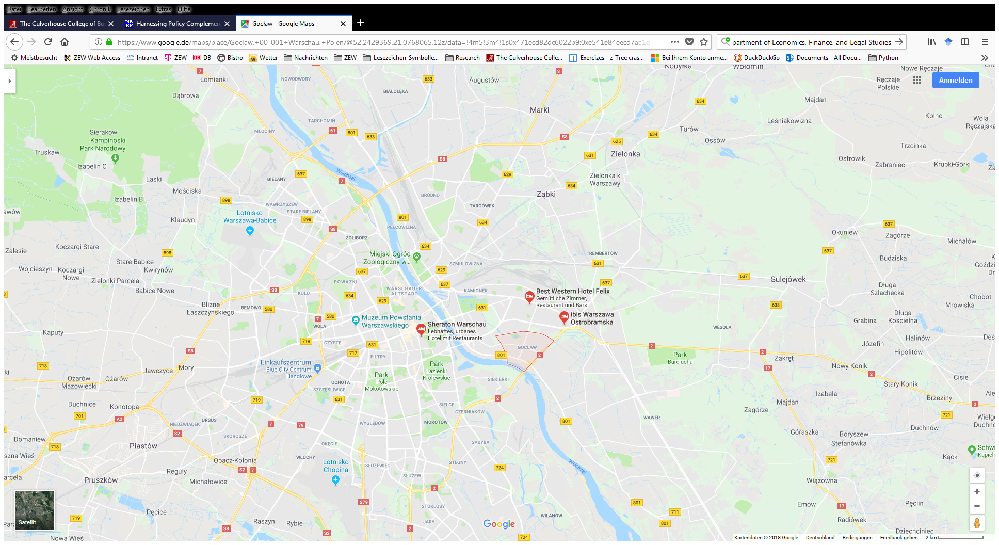 Datei Bearbeiten Ansicht Chronik Lesezeichen Extras Hilfe
The Culverhouse College of Bu
Harnessing Policy Complemen
Gocław - Google Maps
https://www.google.de/maps/place/Gocław,+00-001+Warschau,+Polen/@52.2429369,21.0768065,12z/data=!4m5!3m4!1s0x471ecd82dc6022b9:0xe541e84eecd7aa1d
partment of Economics, Finance, and Legal Studies
Meistbesucht ZEW Web Access Intranet ZEW DB Bistro Wetter Nachrichten ZEW Lesezeichen-Symbolle... Research The Culverhouse Colle... Exercizes - z-Tree cras... Bei Ihrem Konto anme... DuckDuckGo Documents - All Docu... Python
Anmelden
Łomianki
7
NOWODWORY
633
BIAŁOŁĘKA
Augustów
8
Kobyłka
Wołomin
Nowe Ręczaje
Ręczaje
Polskie
Dąbrowa
Majdan
634
Marki
Kolno
Wola
Ręczajska
Leśniakowizna
TARCHOMIN
MŁOCINY
61
801
633
S8
Turów
634
Ossów
625
Sieraków
Kampinoski
Park Narodowy
Truskaw
Izabelin C
Trzcinka
Zielonka
631
Ostrowik
Zabraniec
Krubki-Górki
S8
Weichsel
637
7
BIELANY
Laski
Mościska
Izabelin B
629
Zielonka k
Warszawy
634
Ząbki
BRÓDNO
898
WAWRZYSZEW
STARE BIELANY
898
TARGÓWEK
Lotnisko
Warszawa-Babice
Klaudyn
801
PELCOWIZNA
634
S8
637
Okuniew
Zagórze
Michałów
ŻOLIBORZ
634
Koczargi Stare
Zalesie
898
Stare Babice
Kwirynów
Wojcieszyn
Koczargi
Nowe
Zielonki-Parcela
Babice Nowe
Miejski Ogród
Zoologiczny w...
SZMULOWIZNA
REMBERTÓW
631
637
Budziska
629
637
POWĄZKI
WARSCHAUER
ALTSTADT
637
KAMIONEK
637
637
Sulejówek
Długa
Szlachecka
Chobot
Mrowiska
S8
KOŁO
634
629
Best Western Hotel Felix
Gemütliche Zimmer,
Restaurant und Bars
Blizne
Łaszczyńskiego
BEMOWO
580
580
631
ibis Warszawa
Ostrobramska
638
Długa
Kościelna
Grabina
7
WOLA
Muzeum Powstania
Warszawskiego
Sheraton Warschau
Lebhaftes, urbanes
Hotel mit Restaurants
WESOŁA
Kaputy
719
CZYSTE
631
Józefin
Halinów
Hipolitów
GOCŁAW
2
S8
717
FILTRY
801
2
Park
Barciucha
2
Zakręt
17
Nowy Konik
2
718
Mory
Jawczyce
Einkaufszentrum
Blue City Centrum
Handlowe
Park
Łazienki
Królewskie
Park
Pole
Mokotowskie
SIEKIERKI
Ożarów
Mazowiecki
Ożarów
OCHOTA
SZCZĘŚLIWICE
Stary Konik
Cisie
Izabela
Duchnice
Konotopa
719
631
2
SIELCE
CZERNIAKÓW
Majdan
Zagórze
Brzeziny
2
701
A2
URSUS
NIEDŹWIADEK
7
79
WYGLĘDÓW
MOKOTÓW
801
WAWER
721
Góraszka
Duchnów
S2
SKOROSZE
Boryszew
Stefanówka
Domaniew
718
Piastów
OKĘCIE
SADYBA
WŁOCHY
Opacz-Kolonia
S2
7
Lotnisko
Chopina
SŁUŻEWIEC
STEGNY
724
Weichsel
721
Kąck
Reguły
Michałowice
Pruszków
SŁUŻEW
2
Wiązowna
S79
STOKŁOSY
801
17
Emów
Pęclin
Satellit
719
Pęcice
Raszyn
Rybie
S8
S2
JARY
2
Google
WILANÓW
724
711
801
Radiówek
Dziechciniec
Nowa Wieś
Kartendaten © 2018 Google Deutschland Bedingungen Feedback geben 2 km